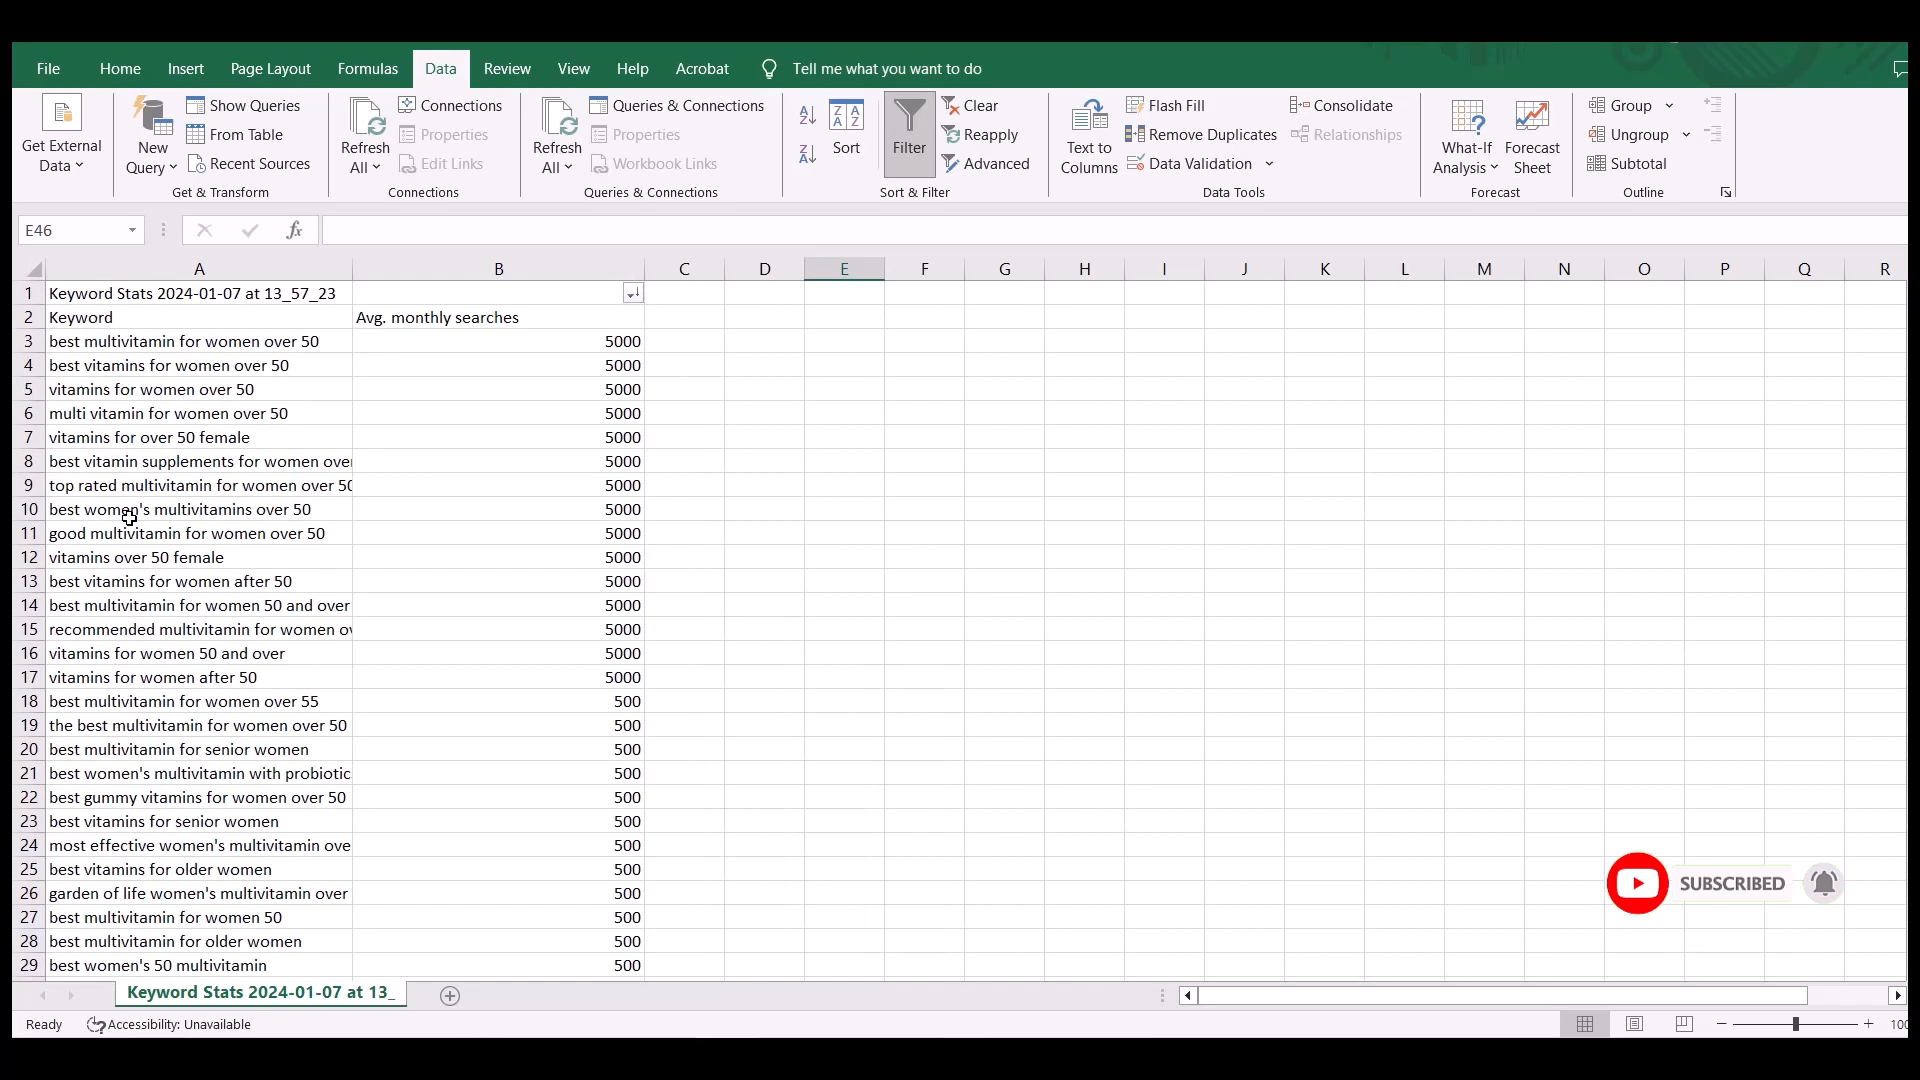 File Home Insert Page Layout Formulas Data Review View Help Acrobat Tell me what you want to do
Get External Data
New Query
Show Queries
From Table
Recent Sources
Get & Transform
Refresh All
Connections
Properties
Edit Links
Connections
Refresh All
Queries & Connections
Properties
Workbook Links
Queries & Connections
Sort
Filter
Clear
Reapply
Advanced
Sort & Filter
Text to Columns
Flash Fill
Remove Duplicates
Data Validation
Consolidate
Relationships
Data Tools
What-If Analysis
Forecast Sheet
Forecast
Group
Ungroup
Subtotal
Outline
E46 fx
A B C D E F G H I J K L M N O P Q R
1 Keyword Stats 2024-01-07 at 13_57_23
2 Keyword Avg. monthly searches
3 best multivitamin for women over 50 5000
4 best vitamins for women over 50 5000
5 vitamins for women over 50 5000
6 multi vitamin for women over 50 5000
7 vitamins for over 50 female 5000
8 best vitamin supplements for women over 5000
9 top rated multivitamin for women over 50 5000
10 best women's multivitamins over 50 5000
11 good multivitamin for women over 50 5000
12 vitamins over 50 female 5000
13 best vitamins for women after 50 5000
14 best multivitamin for women 50 and over 5000
15 recommended multivitamin for women ov 5000
16 vitamins for women 50 and over 5000
17 vitamins for women after 50 5000
18 best multivitamin for women over 55 500
19 the best multivitamin for women over 50 500
20 best multivitamin for senior women 500
21 best women's multivitamin with probiotic 500
22 best gummy vitamins for women over 50 500
23 best vitamins for senior women 500
24 most effective women's multivitamin ove 500
25 best vitamins for older women 500
26 garden of life women's multivitamin over 500
27 best multivitamin for women 50 500
28 best multivitamin for older women 500
29 best women's 50 multivitamin 500
SUBSCRIBED
Keyword Stats 2024-01-07 at 13_
Ready Accessibility: Unavailable 100